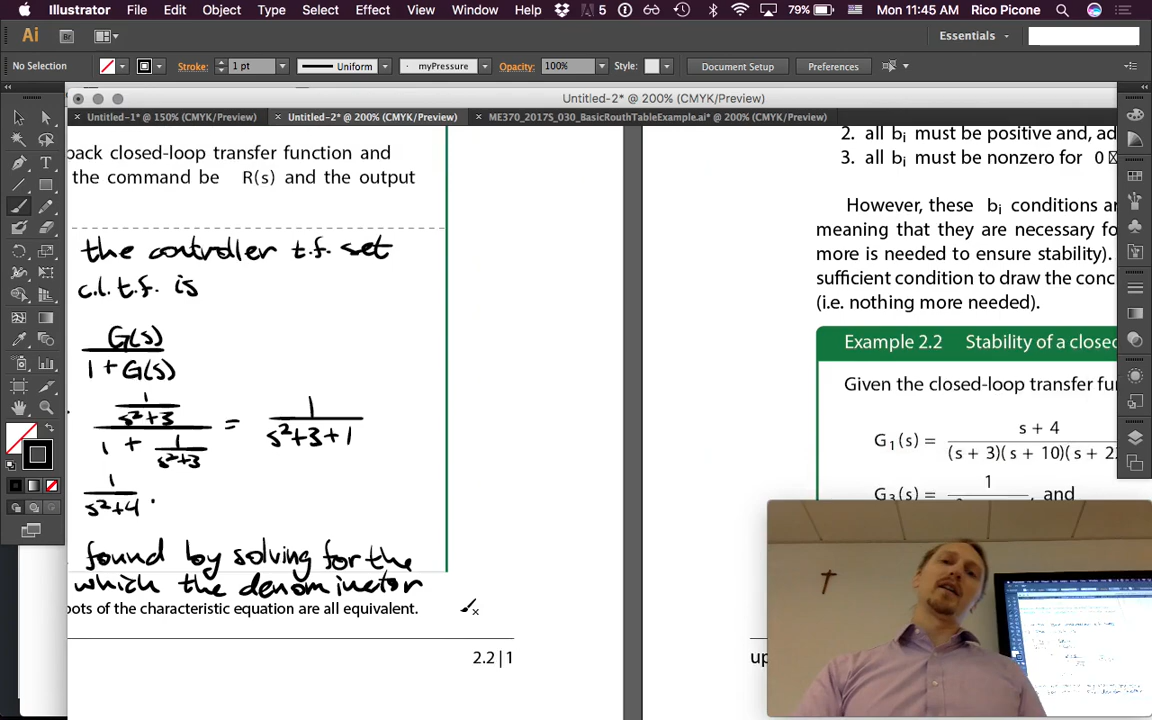 Illustrator File Edit Object Type Select Effect View Window Help 5 79% Mon 11:45 AM Rico Picone
Ai Br Essentials
No Selection Stroke: 1 pt Uniform myPressure Opacity: 100% Style: Document Setup Preferences
Untitled-2* @ 200% (CMYK/Preview)
Untitled-1* @ 150% (CMYK/Preview) Untitled-2* @ 200% (CMYK/Preview) ME370_2017S_030_BasicRouthTableExample.ai* @ 200% (CMYK/Preview)
back closed-loop transfer function and
the command be R(s) and the output
the controller t.f. set
c.l.t.f. is
G(s)
1 + G(s)
1
s²+3
1 + 1
s²+3
= 1
s²+3+1
1
s²+4 .
found by solving for the
which the denominator
oots of the characteristic equation are all equivalent.
2.2 | 1
2. all bi must be positive and, ad
3. all bi must be nonzero for 0
However, these bi conditions ar
meaning that they are necessary fo
more is needed to ensure stability).
sufficient condition to draw the conc
(i.e. nothing more needed).
Example 2.2 Stability of a closed
Given the closed-loop transfer fu
G1(s) = s + 4
(s + 3)(s + 10)(s + 2
G3(s) = 1
, and
up